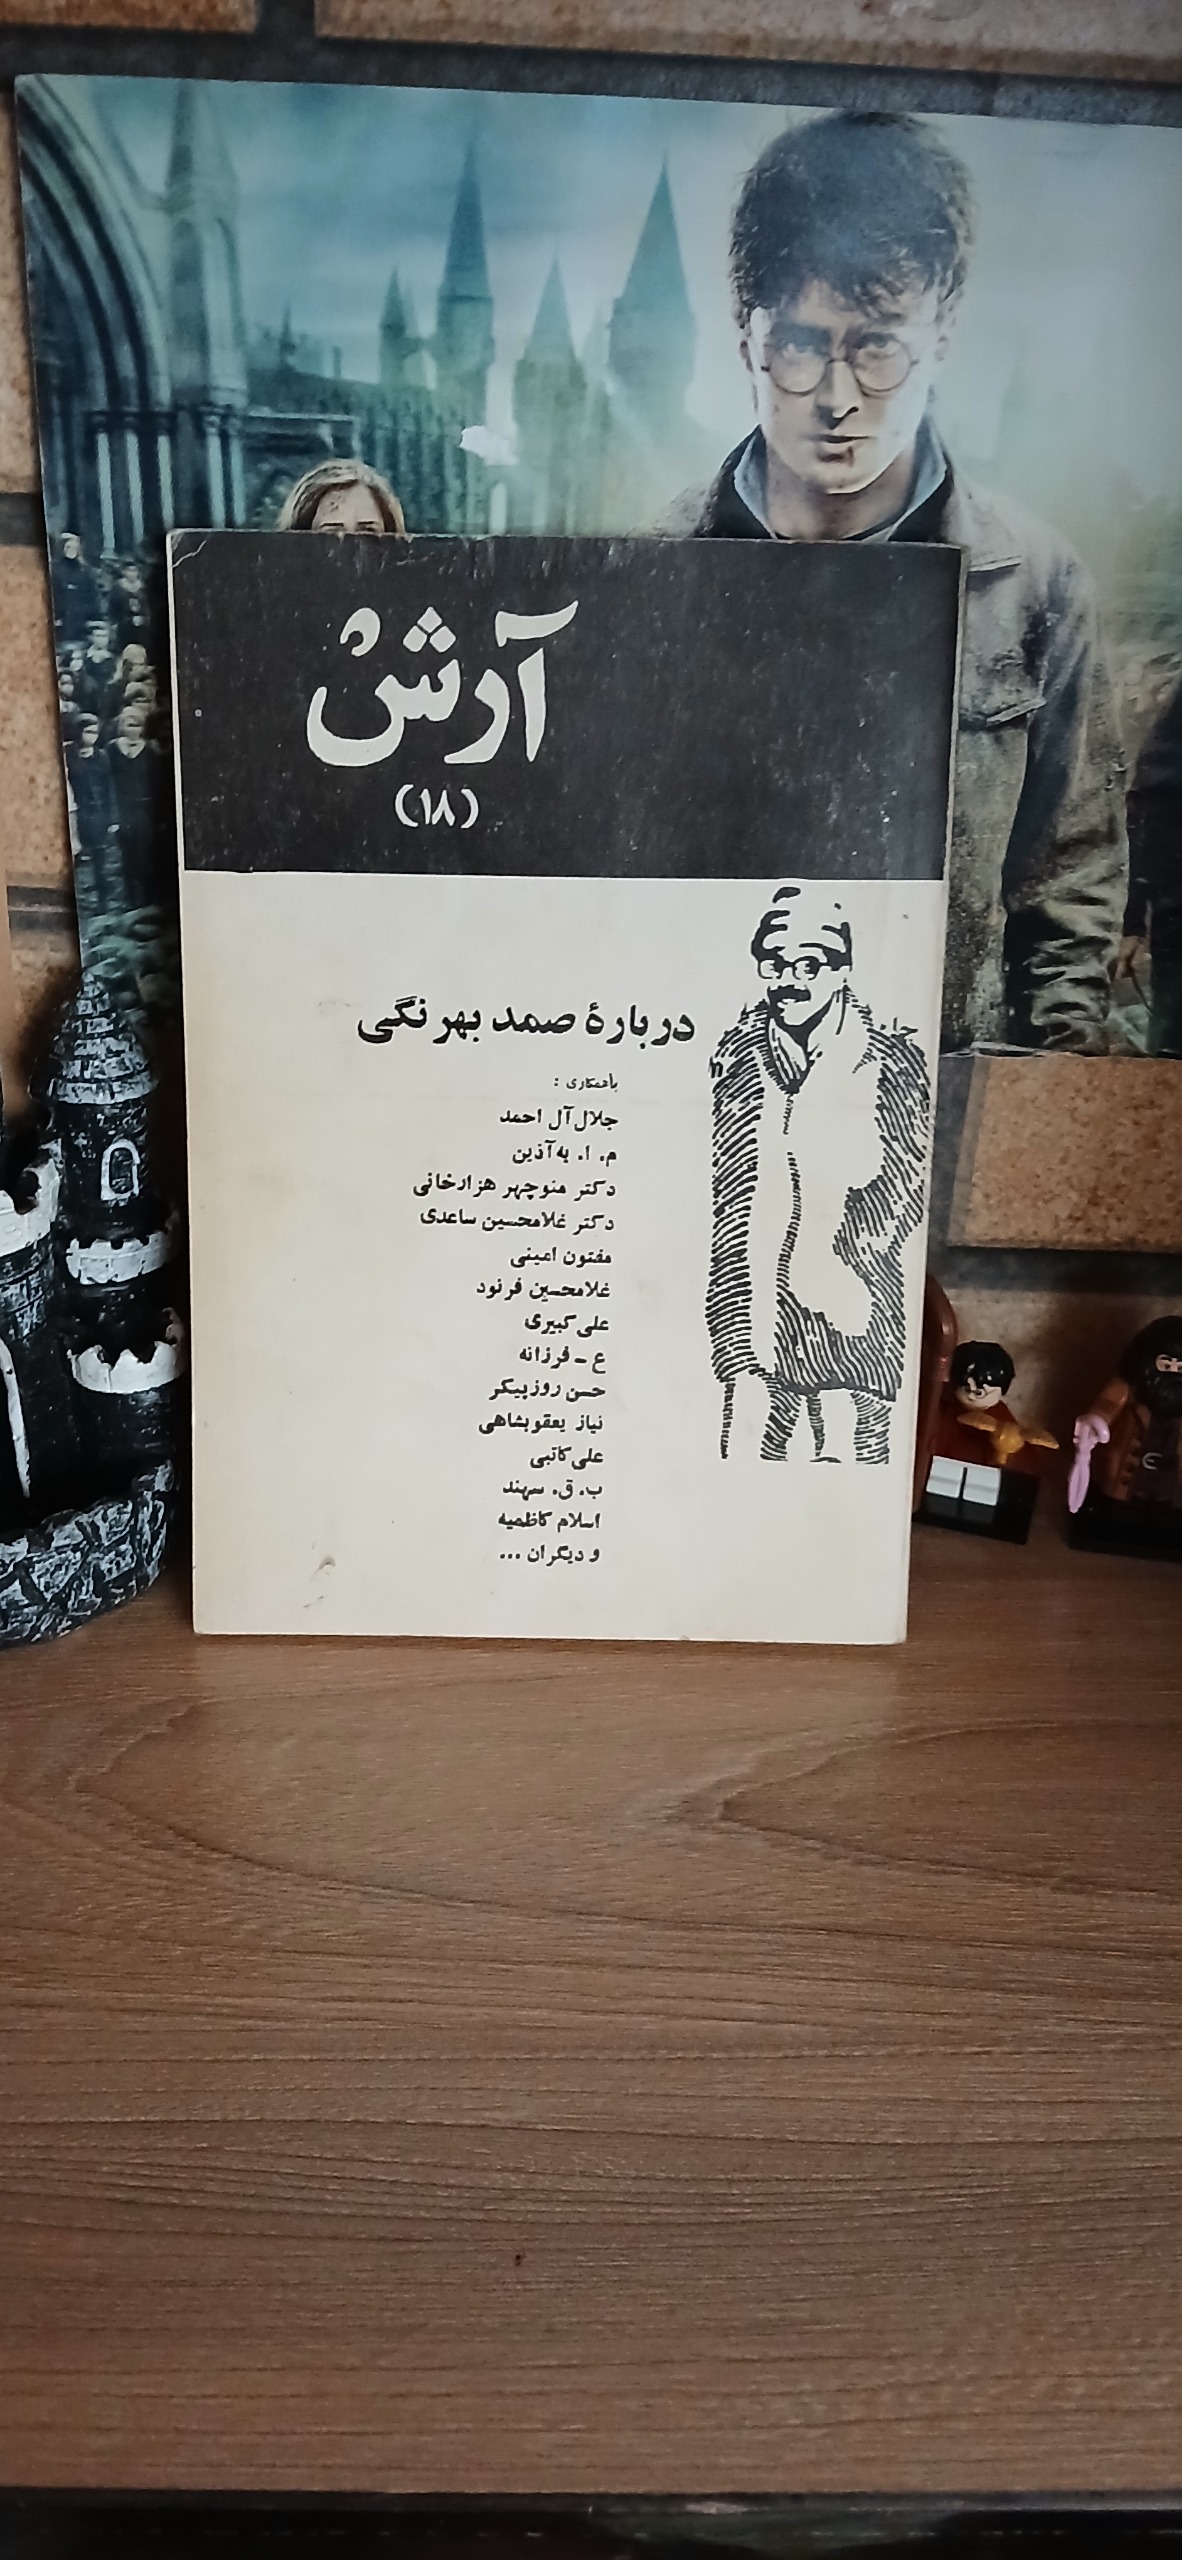 آرش
(۱۸)
دربارهٔ صمد بهرنگی
باهمکاری :
جلال آل احمد
م. ا. به‌آذین
دکتر منوچهر هزارخانی
دکتر غلامحسین ساعدی
مفتون امینی
غلامحسین فرنود
علی کبیری
ع - فرزانه
حسن روزپیکر
نیاز یعقوبشاهی
علی کاتبی
ب. ق. سهند
اسلام کاظمیه
و دیگران ...